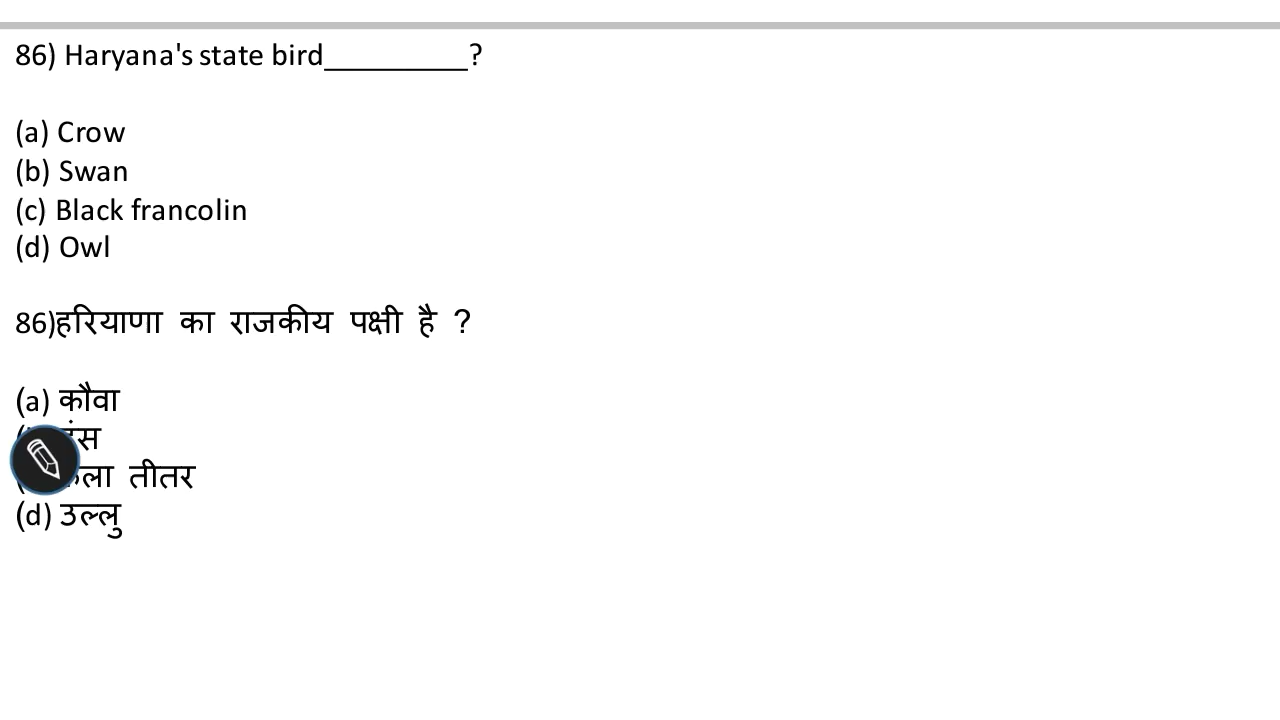 86) Haryana's state bird_________?
(a) Crow
(b) Swan
(c) Black francolin
(d) Owl
86)हरियाणा का राजकीय पक्षी है ?
(a) कौवा
तीतर
(d) उल्लु